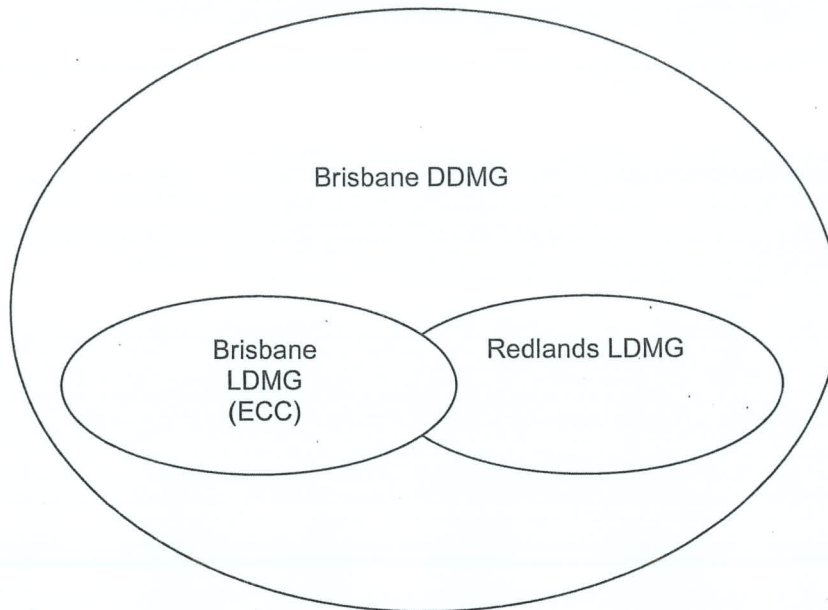 Brisbane DDMG
Brisbane
LDMG
(ECC)
Redlands LDMG